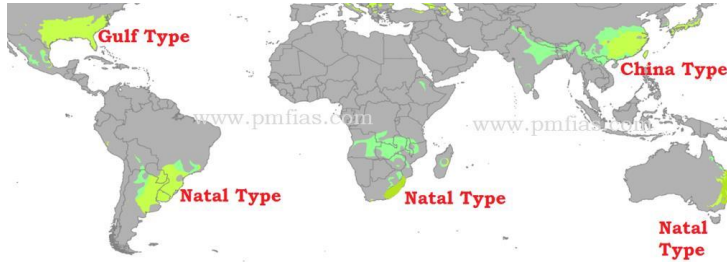 Gulf Type
China Type
www.pmfias.com
www.pmfias.com
Natal Type
Natal Type
Natal
Type